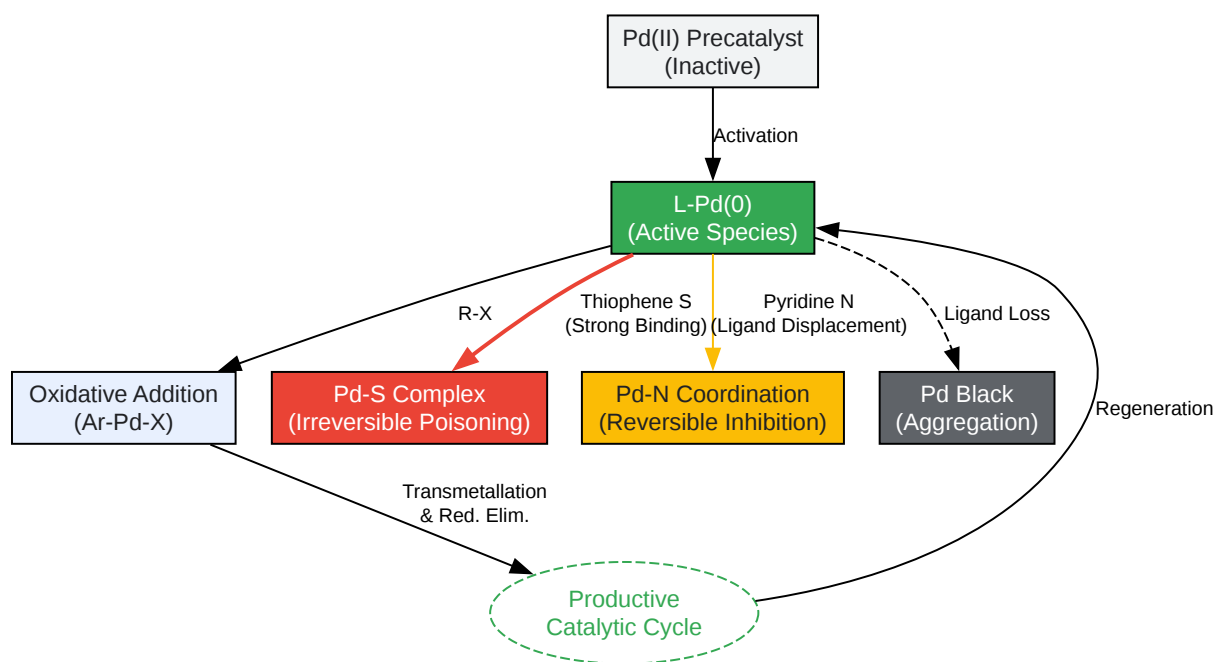 Pd(II) Precatalyst
(Inactive)
Activation
L-Pd(0)
(Active Species)
R-X
Thiophene S
(Strong Binding)
Pyridine N
(Ligand Displacement)
Ligand Loss
Oxidative Addition
(Ar-Pd-X)
Pd-S Complex
(Irreversible Poisoning)
Pd-N Coordination
(Reversible Inhibition)
Pd Black
(Aggregation)
Regeneration
Transmetallation
& Red. Elim.
Productive
Catalytic Cycle